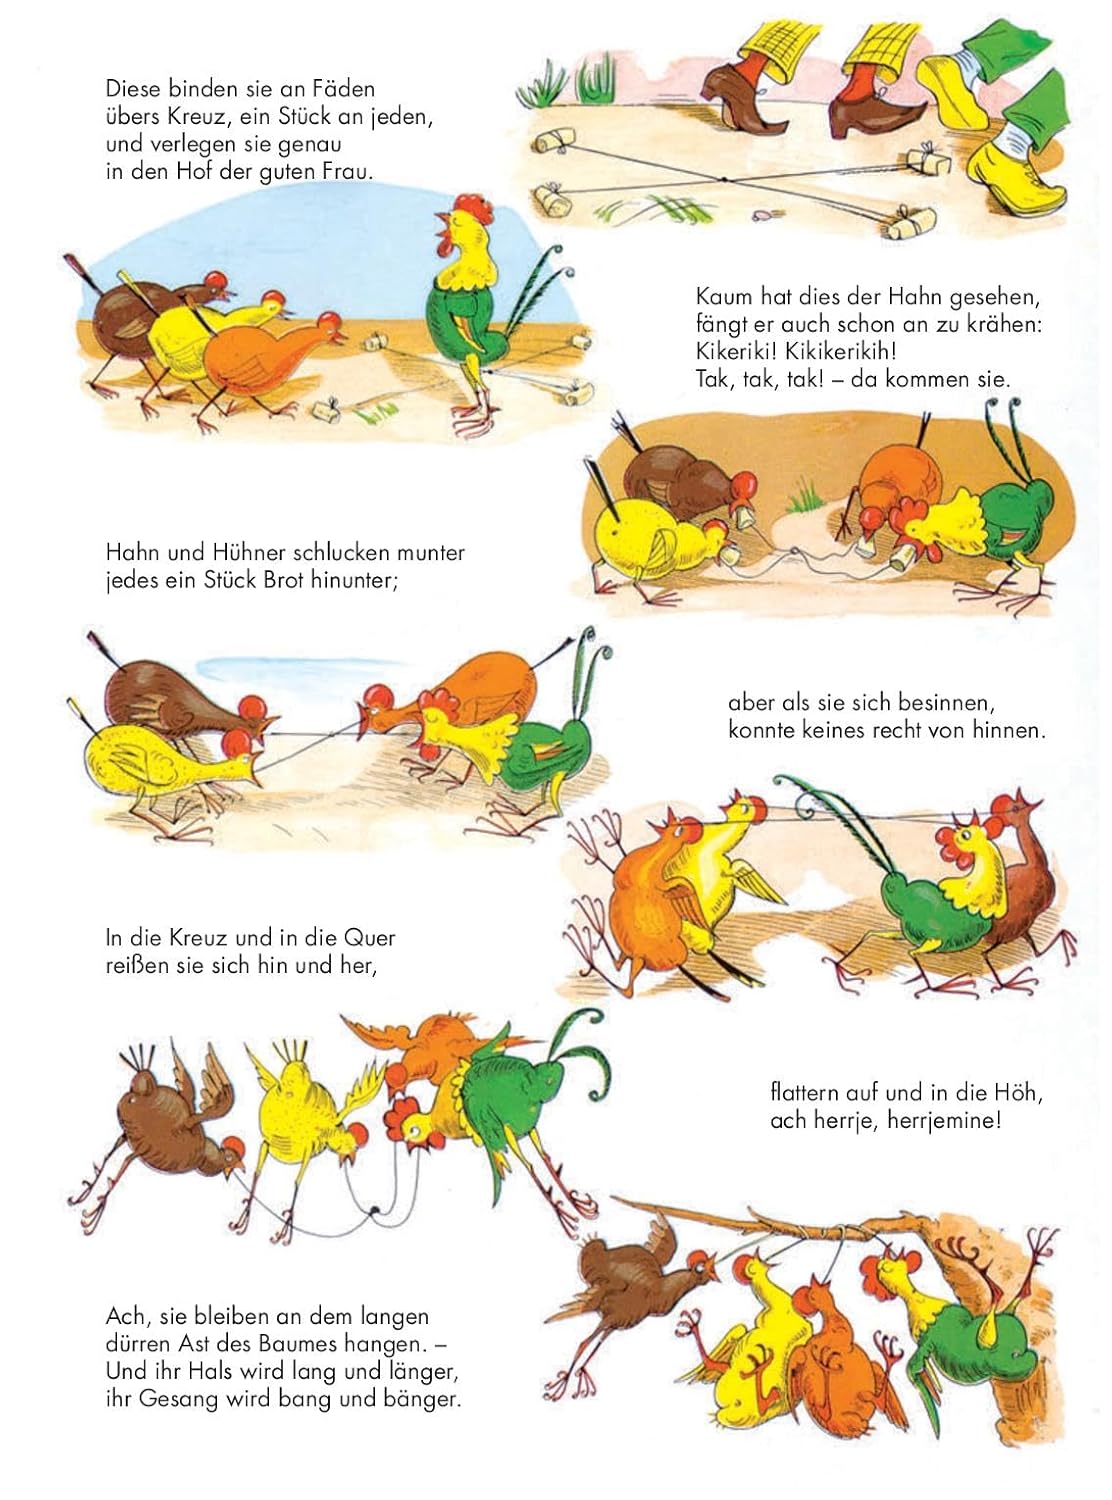 Diese binden sie an Fäden
übers Kreuz, ein Stück an jeden,
und verlegen sie genau
in den Hof der guten Frau.
Kaum hat dies der Hahn gesehen,
fängt er auch schon an zu krähen:
Kikeriki! Kikikerikih!
Tak, tak, tak! – da kommen sie.
Hahn und Hühner schlucken munter
jedes ein Stück Brot hinunter;
aber als sie sich besinnen,
konnte keines recht von hinnen.
In die Kreuz und in die Quer
reißen sie sich hin und her,
flattern auf und in die Höh,
ach herrje, herrjemine!
Ach, sie bleiben an dem langen
dürren Ast des Baumes hangen. –
Und ihr Hals wird lang und länger,
ihr Gesang wird bang und bänger.